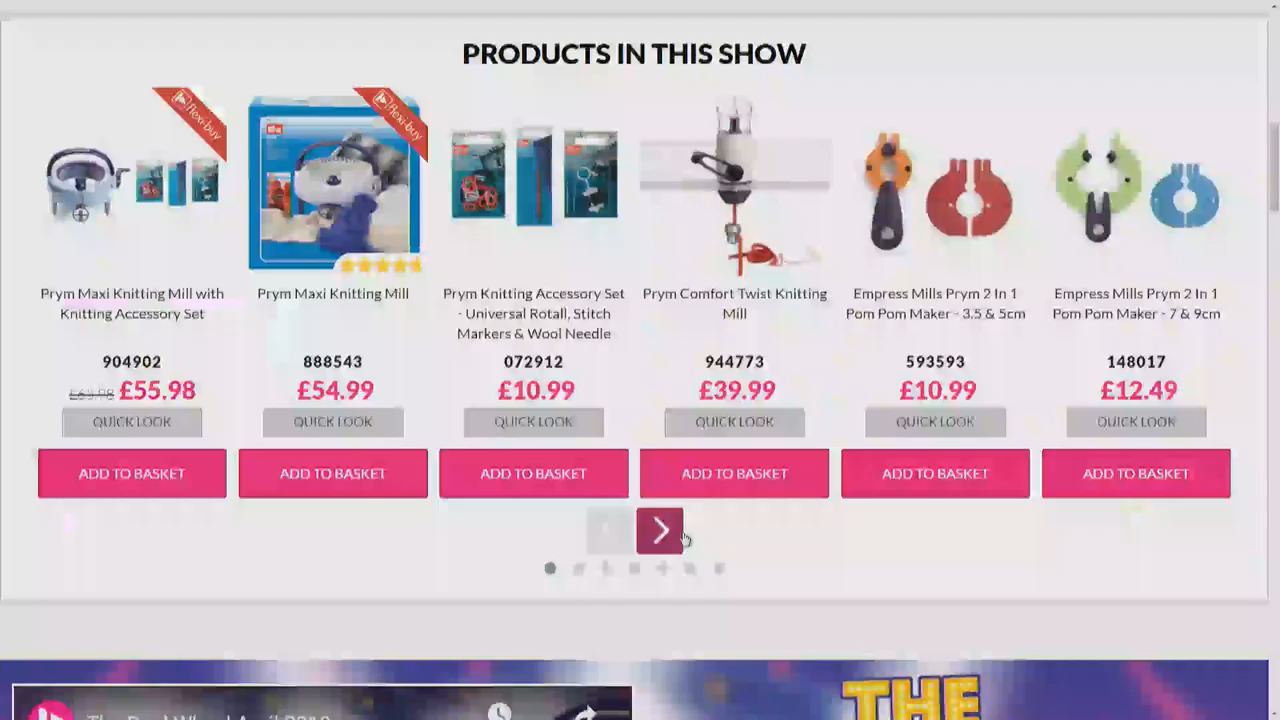 PRODUCTS IN THIS SHOW
flexi-buy
flexi-buy
Prym Maxi Knitting Mill with
Knitting Accessory Set
904902
£55.98
QUICK LOOK
ADD TO BASKET
Prym Maxi Knitting Mill
888543
£54.99
QUICK LOOK
ADD TO BASKET
Prym Knitting Accessory Set
- Universal Rotall, Stitch
Markers & Wool Needle
072912
£10.99
QUICK LOOK
ADD TO BASKET
Prym Comfort Twist Knitting
Mill
944773
£39.99
QUICK LOOK
ADD TO BASKET
Empress Mills Prym 2 In 1
Pom Pom Maker - 3.5 & 5cm
593593
£10.99
QUICK LOOK
ADD TO BASKET
Empress Mills Prym 2 In 1
Pom Pom Maker - 7 & 9cm
148017
£12.49
QUICK LOOK
ADD TO BASKET
THE